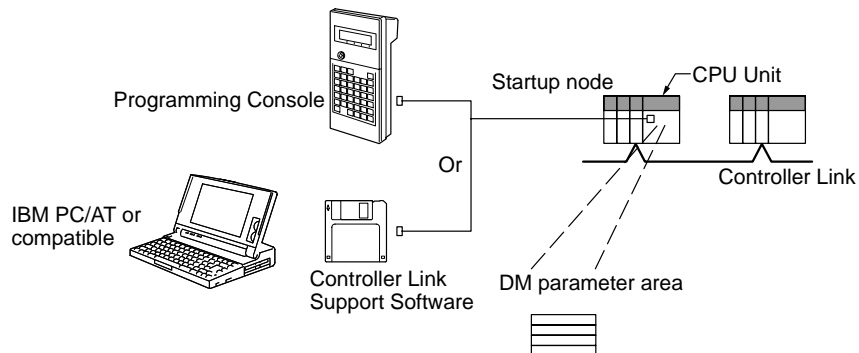 Programming Console
Startup node
CPU Unit
Or
Controller Link
IBM PC/AT or
compatible
Controller Link
Support Software
DM parameter area